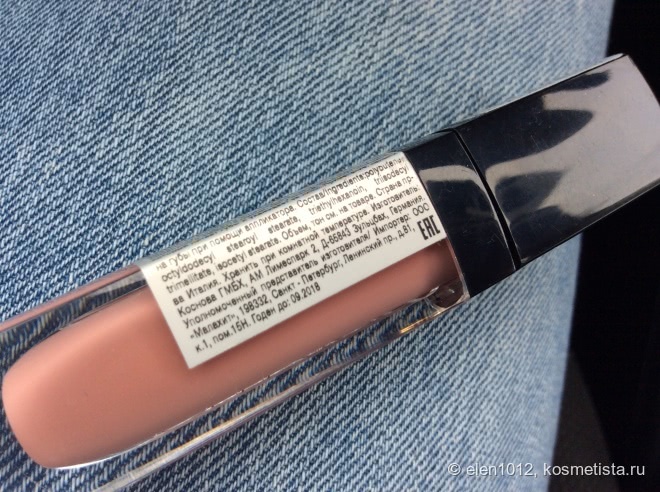 на губы при помощи аппликатора. Состав/Ingredients:polybutene,
octyldodecyl stearoyl stearate, triethylhexanoin, triisodecyl
trimellitate, isocetyl stearate. Объем, тон см. на товаре. Страна пр-
ва Италия. Хранить при комнатной температуре. Изготовитель:
Коснова ГМБХ, АМ Лимеспарк 2, Д-65843 Зульцбах, Германия.
Уполномоченный представитель изготовителя/ Импортер: ООО
«Малахит», 198332, Санкт - Петербург, Ленинский пр., д.81,
к.1, пом.15Н. Годен до: 09.2018
EAC
© elen1012, kosmetista.ru